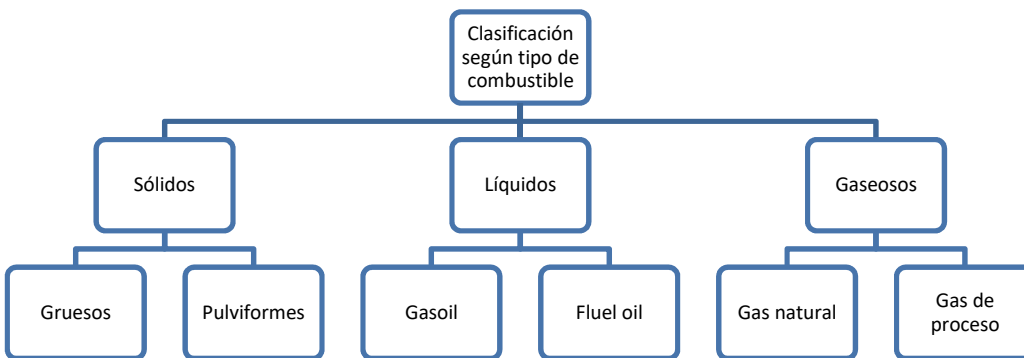 Clasificación
según tipo de
combustible
Sólidos
Líquidos
Gaseosos
Gruesos
Pulviformes
Gasoil
Fluel oil
Gas natural
Gas de
proceso